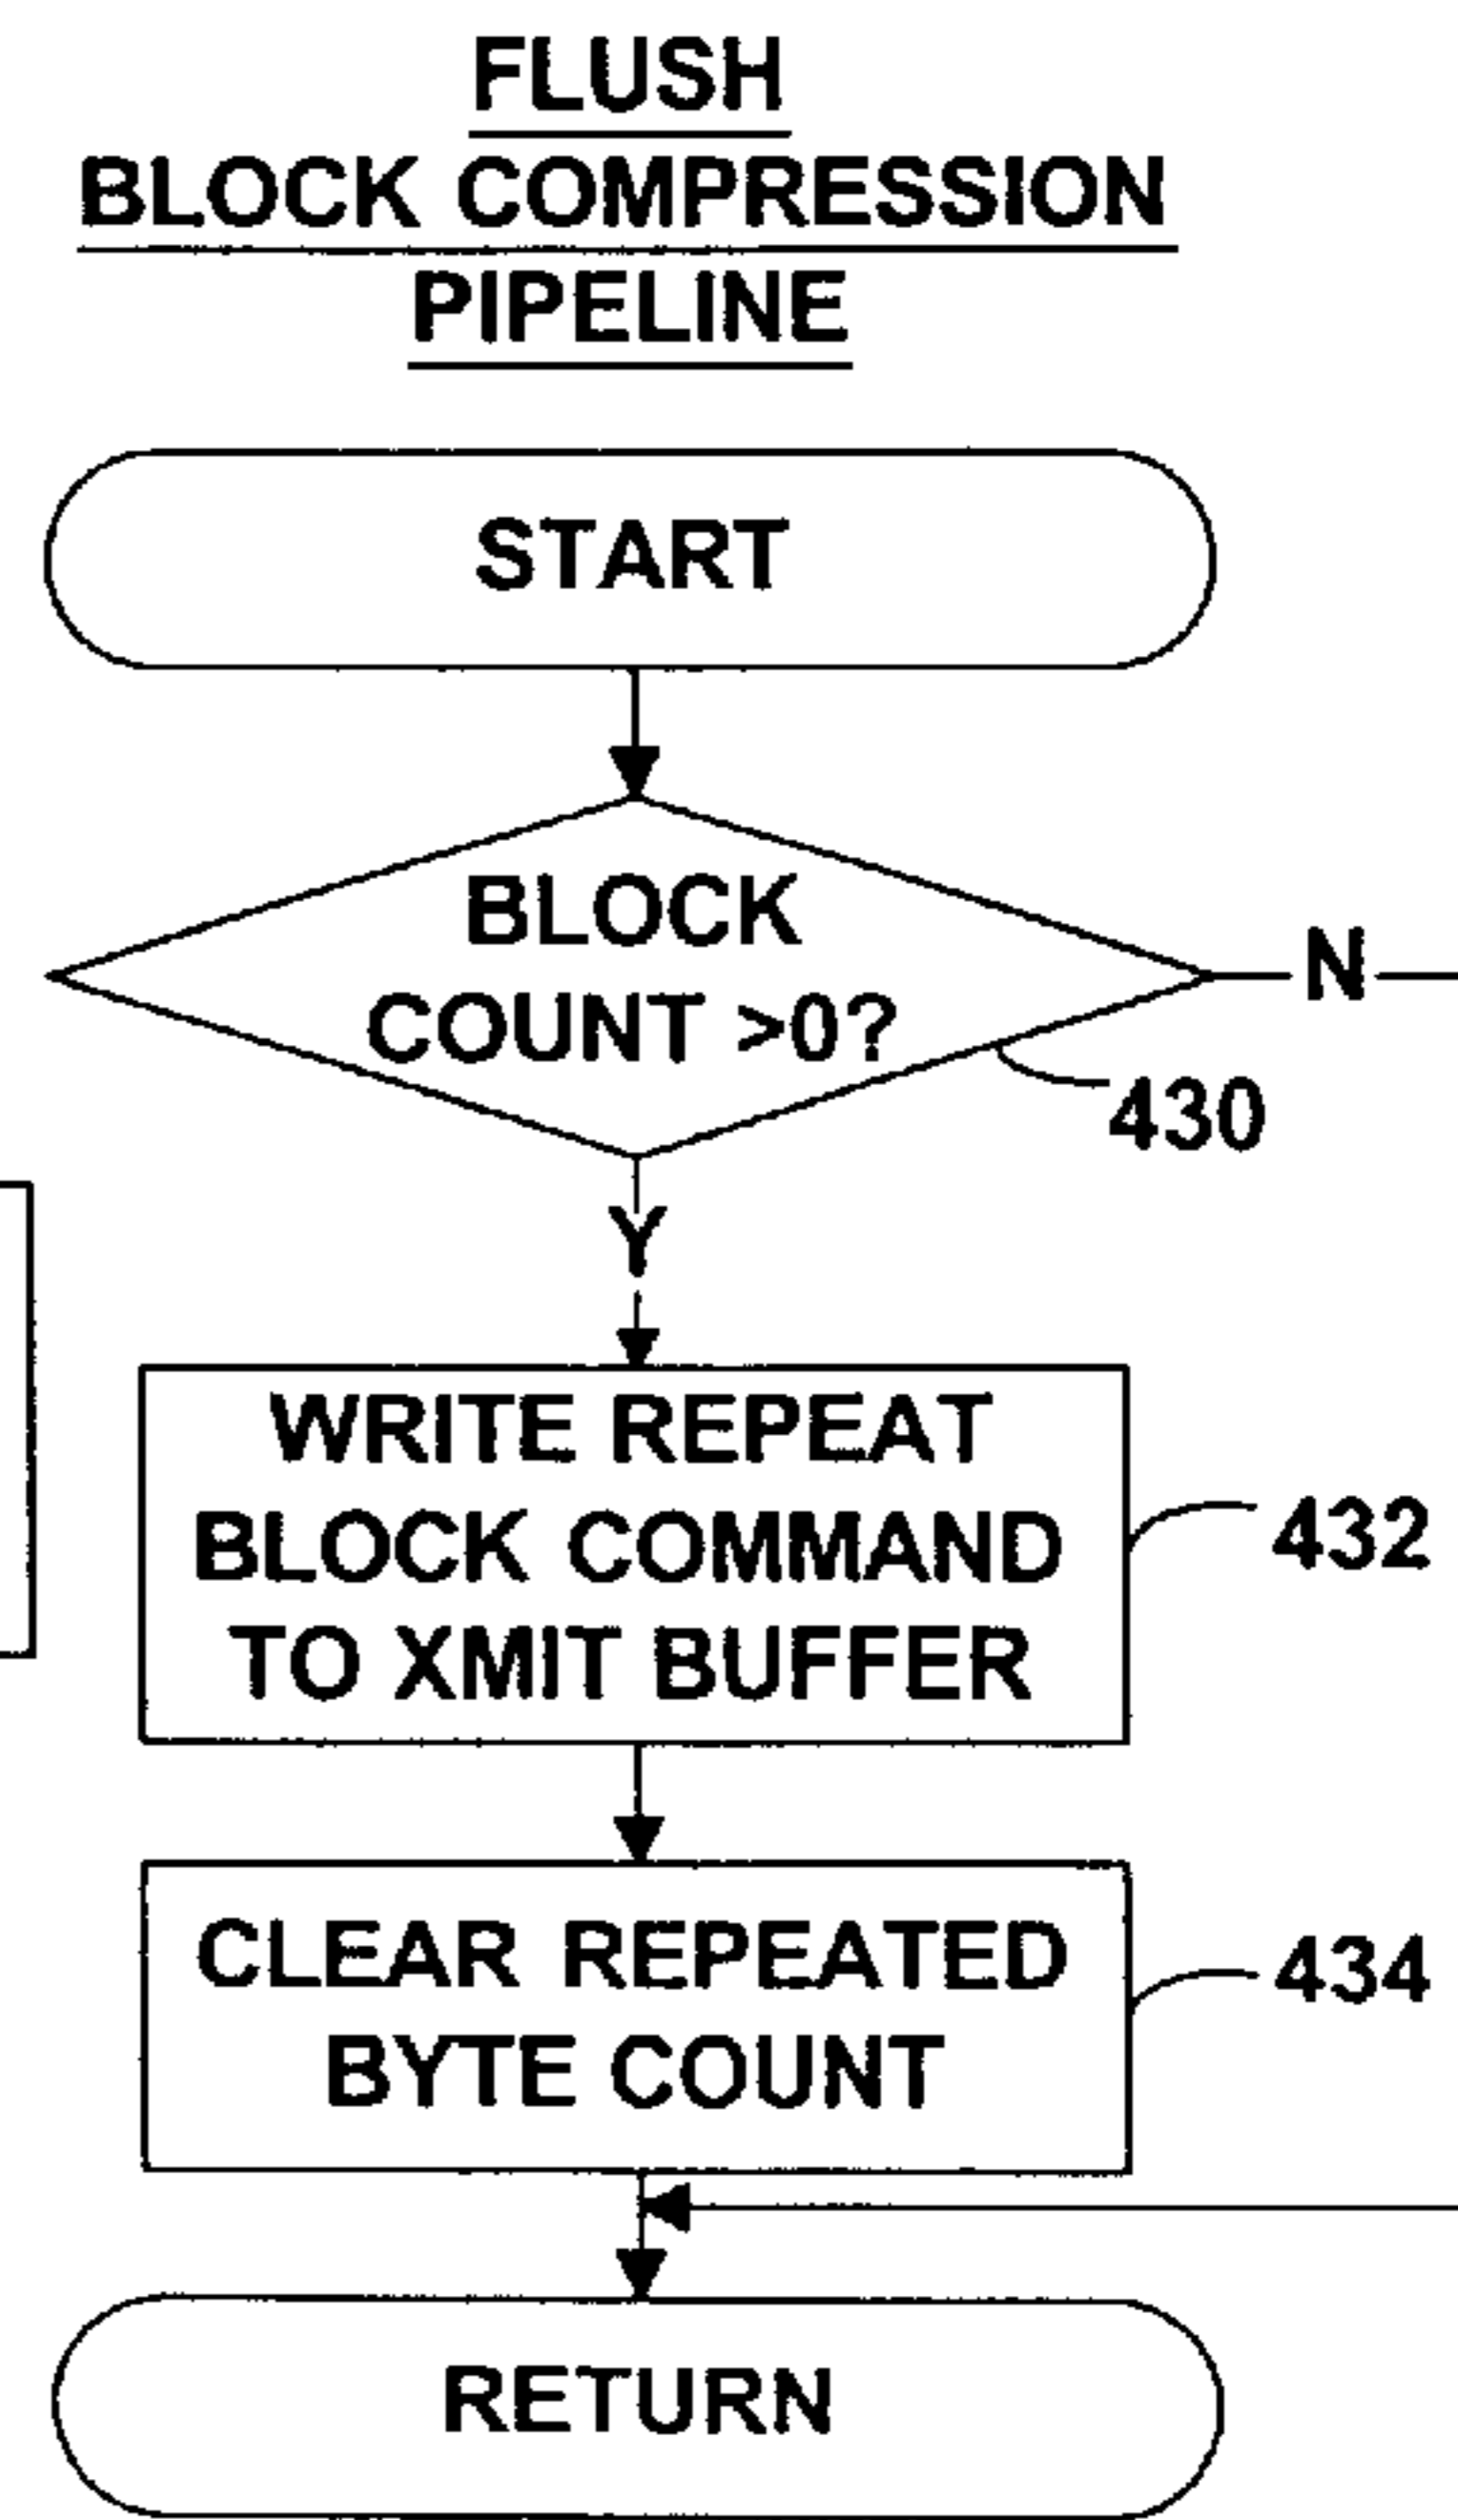 FLUSH
BLOCK COMPRESSION
PIPELINE
START
BLOCK
COUNT >0?
N
430
Y
WRITE REPEAT
BLOCK COMMAND
TO XMIT BUFFER
432
CLEAR REPEATED
BYTE COUNT
434
RETURN